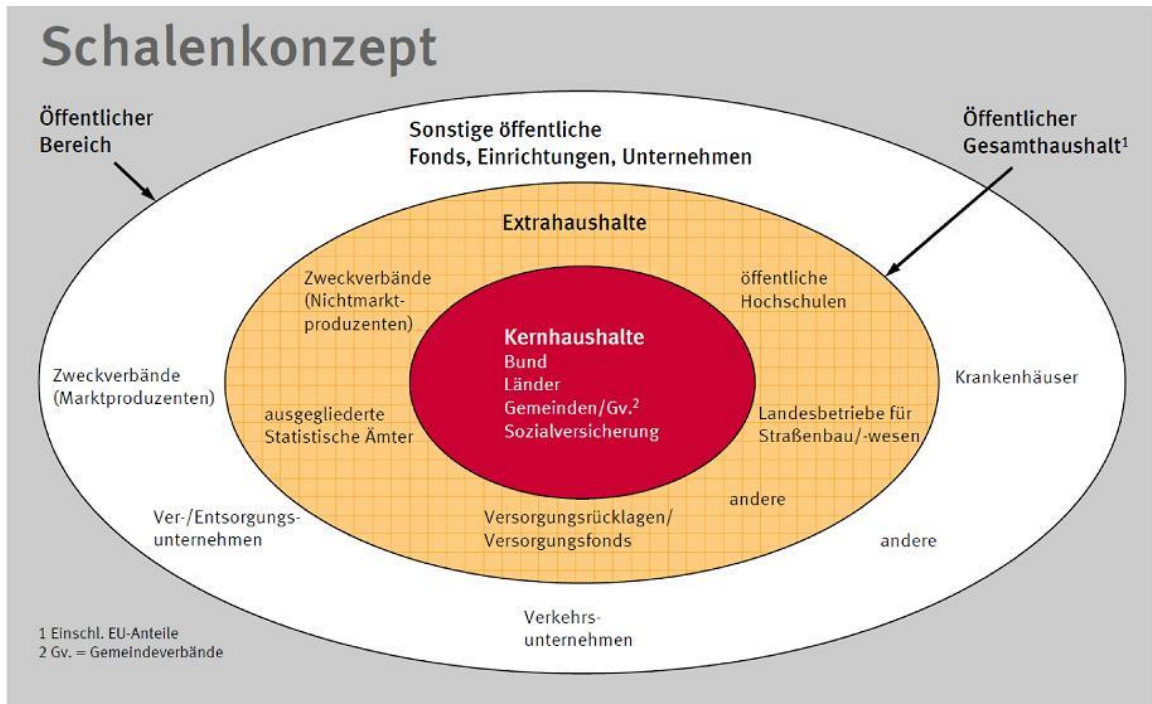 Schalenkonzept
Öffentlicher
Bereich
Sonstige öffentliche
Fonds, Einrichtungen, Unternehmen
Öffentlicher
Gesamthaushalt¹
Extrahaushalte
Zweckverbände
(Nichtmarkt-
produzenten)
öffentliche
Hochschulen
Kernhaushalte
Bund
Länder
Gemeinden/Gv.²
Sozialversicherung
Zweckverbände
(Marktproduzenten)
Krankenhäuser
ausgegliederte
Statistische Ämter
Landesbetriebe für
Straßenbau/-wesen
Ver-/Entsorgungs-
unternehmen
Versorgungsrücklagen/
Versorgungsfonds
andere
andere
Verkehrs-
unternehmen
1 Einschl. EU-Anteile
2 Gv. = Gemeindeverbände